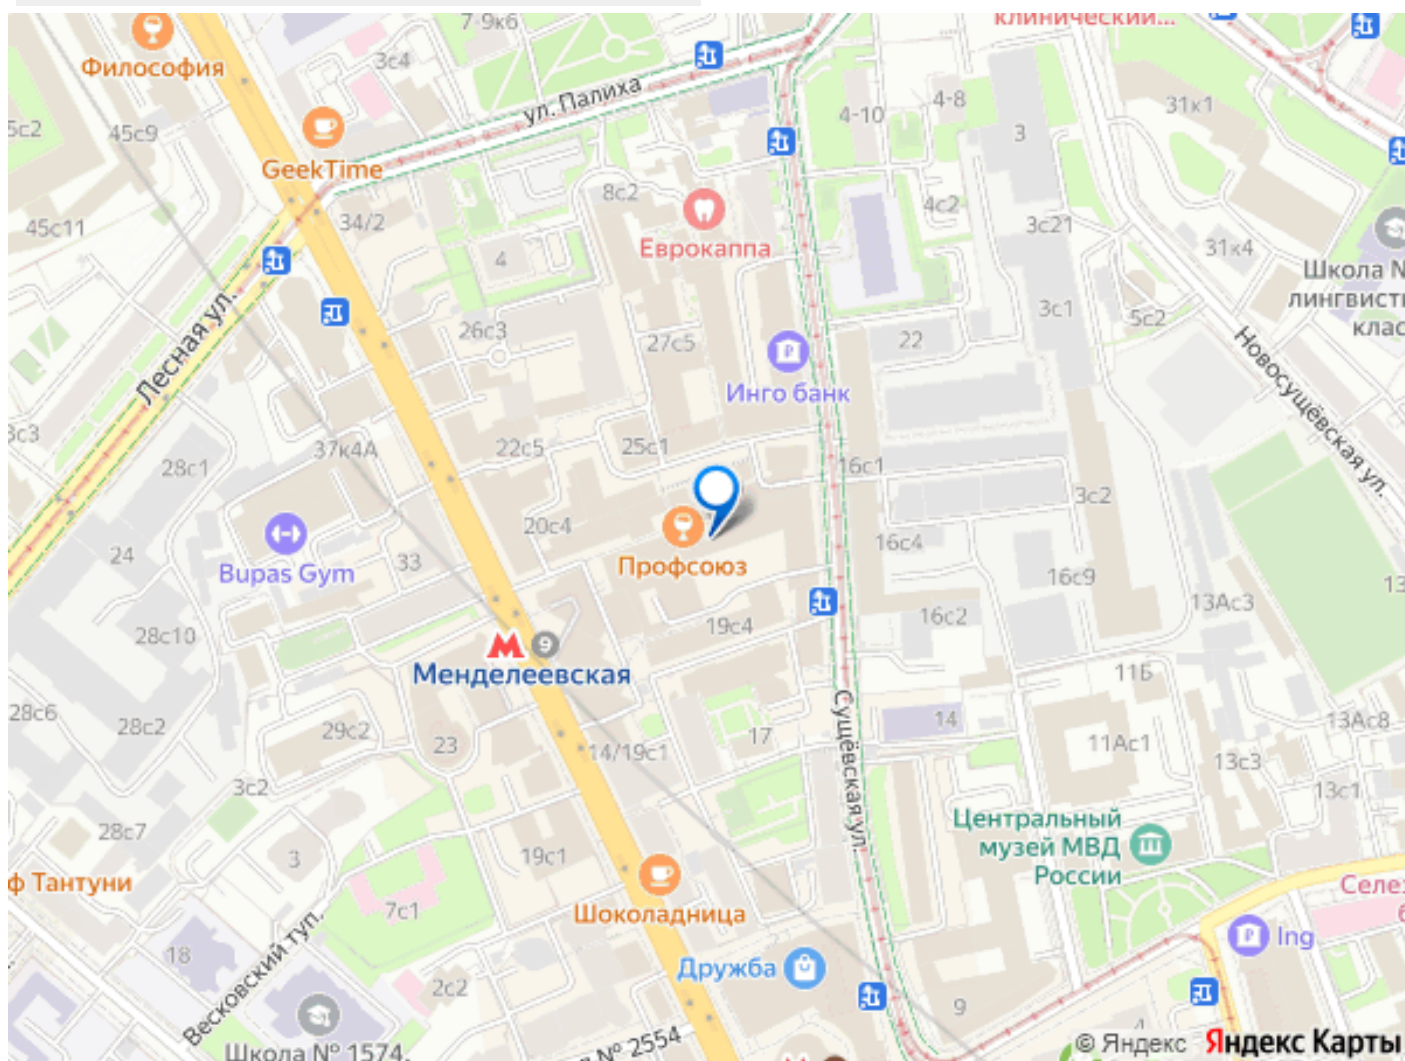 клинический...
7-9к6
Философия
3с4
ул. Палиха
4-8
4-10
31к1
5с2
45с9
3
GeekTime
8с2
34/2
4с2
3с21
45с11
Еврокаппа
31к4
4
Школа №
лингвисти
клас
3с1
5с2
Лесная ул.
26с3
27с5
22
Новосущёвская ул.
Инго банк
3с3
37к4А
22с5
25с1
28с1
16с1
3с2
20с4
24
33
Профсоюз
16с4
Bupas Gym
16с9
13
13Ас3
28с10
19с4
16с2
9
Менделеевская
11Б
28с6
28с2
29с2
23
14/19с1
17
Сущёвская ул.
14
11Ас1
13Ас8
13с3
3с2
13с1
28с7
Центральный
музей МВД
России
3
19с1
ф Тантуни
7с1
Шоколадница
Селез
б
18
Весковский туп.
Ing
Дружба
2с2
9
Школа № 1574,
№ 2554
4
© Яндекс Яндекс Карты